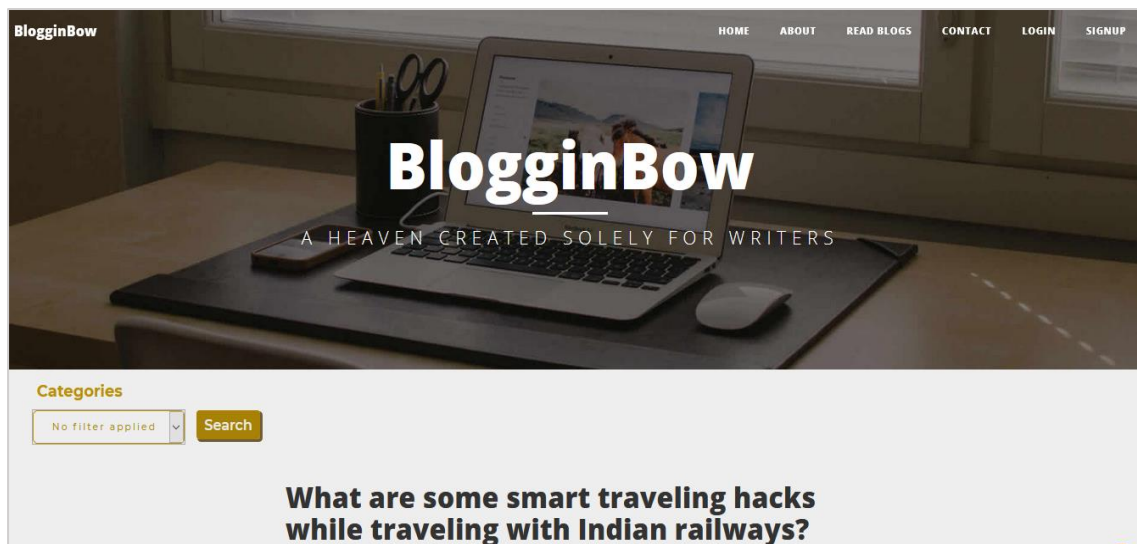 BlogginBow HOME ABOUT READ BLOGS CONTACT LOGIN SIGNUP
BlogginBow
A HEAVEN CREATED SOLELY FOR WRITERS
Categories
No filter applied Search
What are some smart traveling hacks
while traveling with Indian railways?